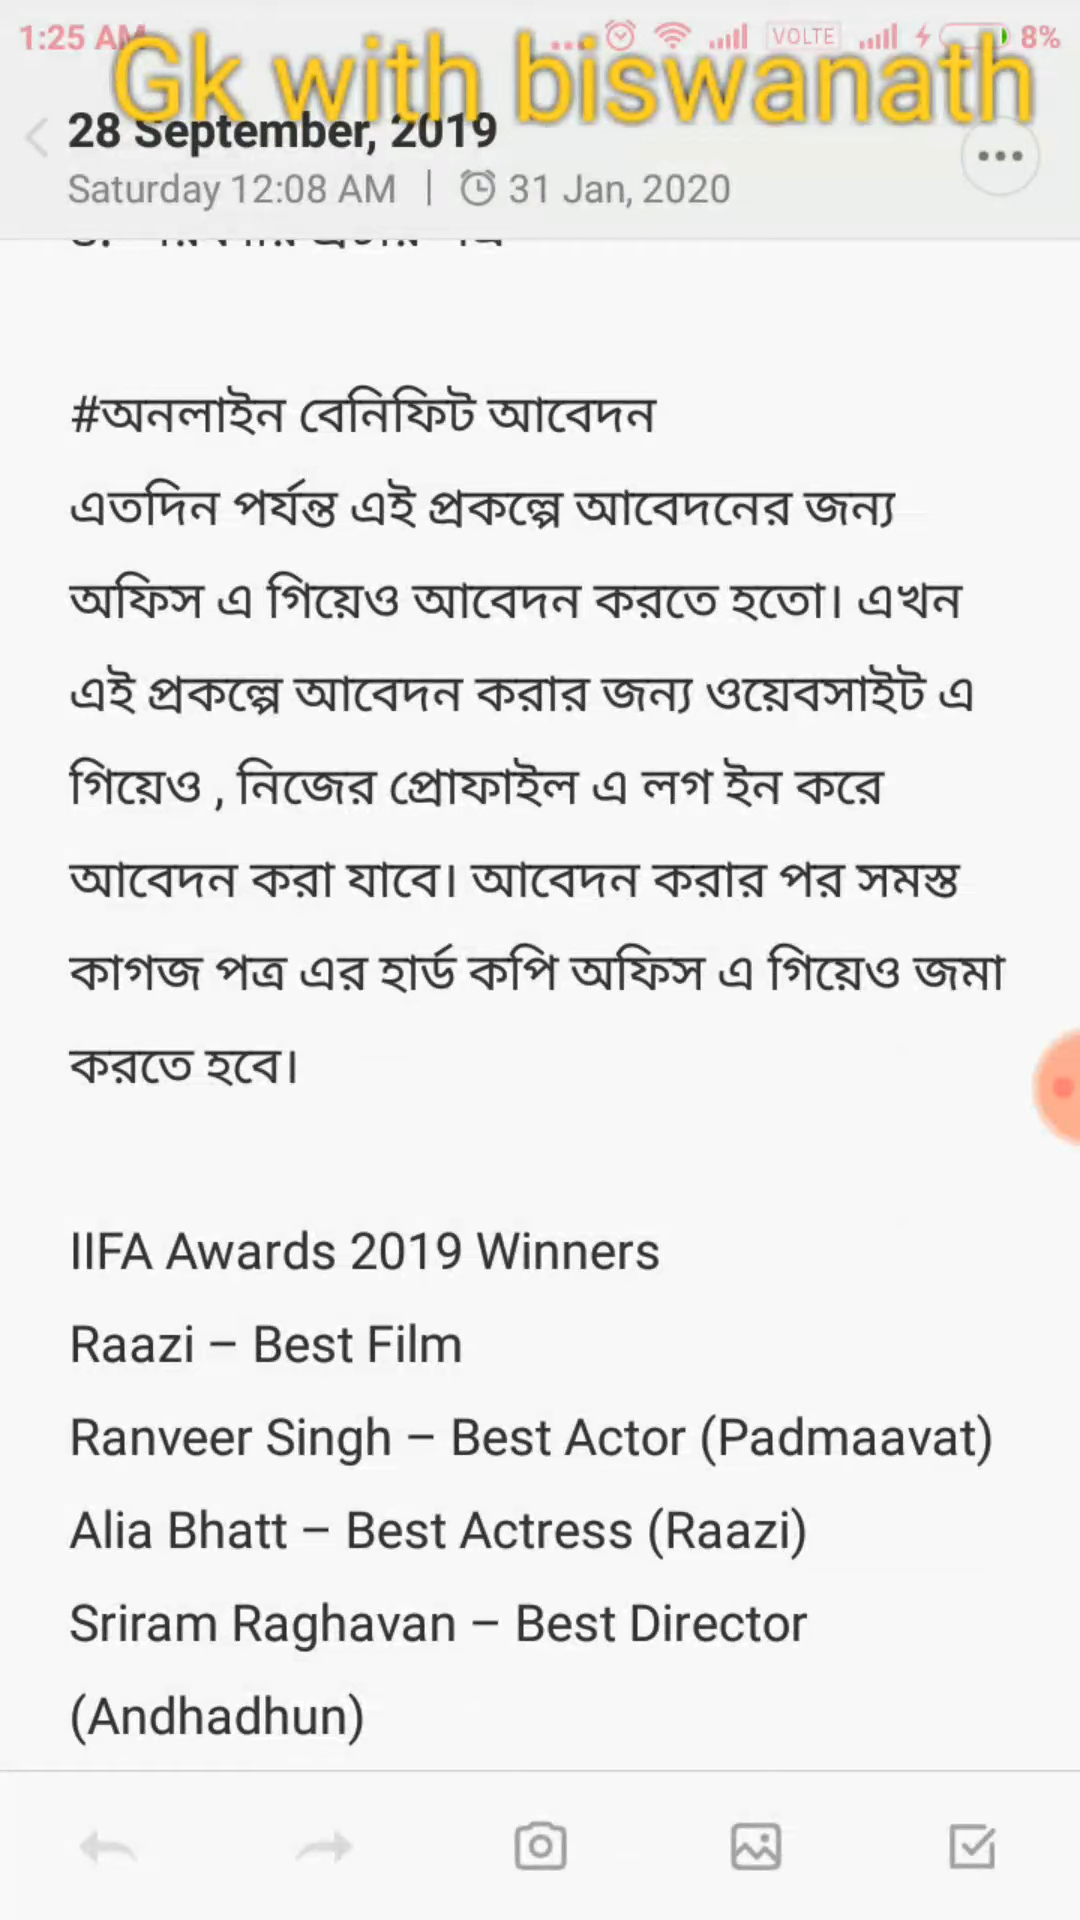 1:25 AM
VOLTE
8%
Gk with biswanath
28 September, 2019
Saturday 12:08 AM | 31 Jan, 2020
#অনলাইন বেনিফিট আবেদন
এতদিন পর্যন্ত এই প্রকল্পে আবেদনের জন্য
অফিস এ গিয়েও আবেদন করতে হতো। এখন
এই প্রকল্পে আবেদন করার জন্য ওয়েবসাইট এ
গিয়েও , নিজের প্রোফাইল এ লগ ইন করে
আবেদন করা যাবে। আবেদন করার পর সমস্ত
কাগজ পত্র এর হার্ড কপি অফিস এ গিয়েও জমা
করতে হবে।
IIFA Awards 2019 Winners
Raazi – Best Film
Ranveer Singh – Best Actor (Padmaavat)
Alia Bhatt – Best Actress (Raazi)
Sriram Raghavan – Best Director
(Andhadhun)